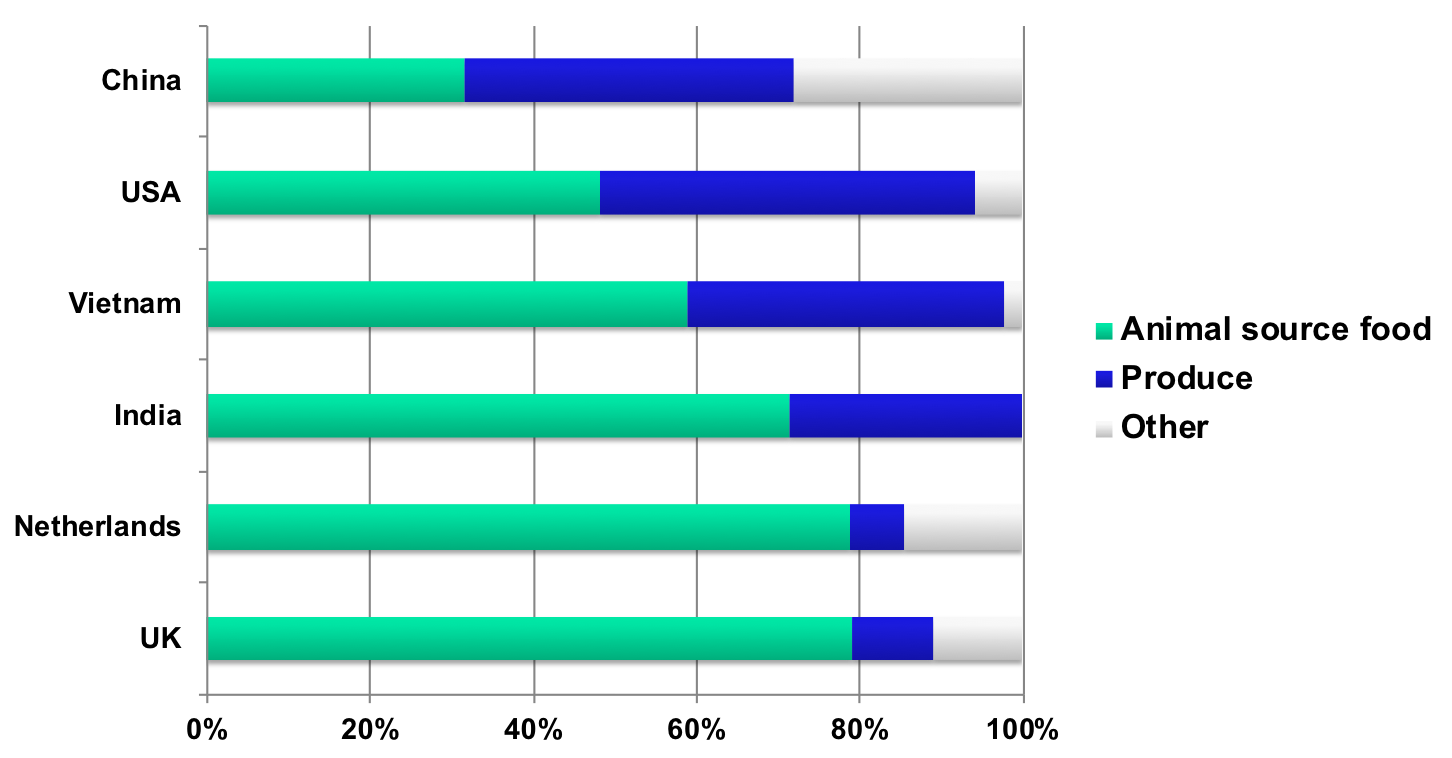 China
USA
Vietnam
India
Netherlands
UK
0% 20% 40% 60% 80% 100%
Animal source food
Produce
Other